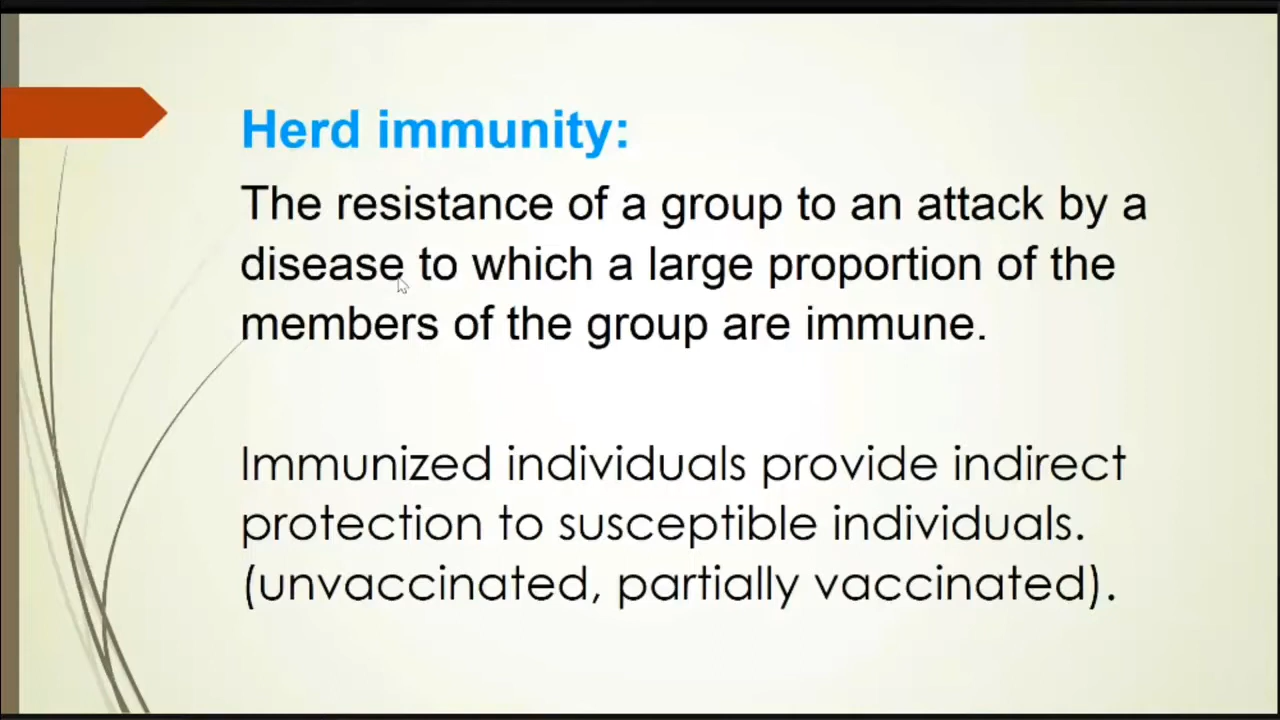 Herd immunity:
The resistance of a group to an attack by a
disease to which a large proportion of the
members of the group are immune.
Immunized individuals provide indirect
protection to susceptible individuals.
(unvaccinated, partially vaccinated).